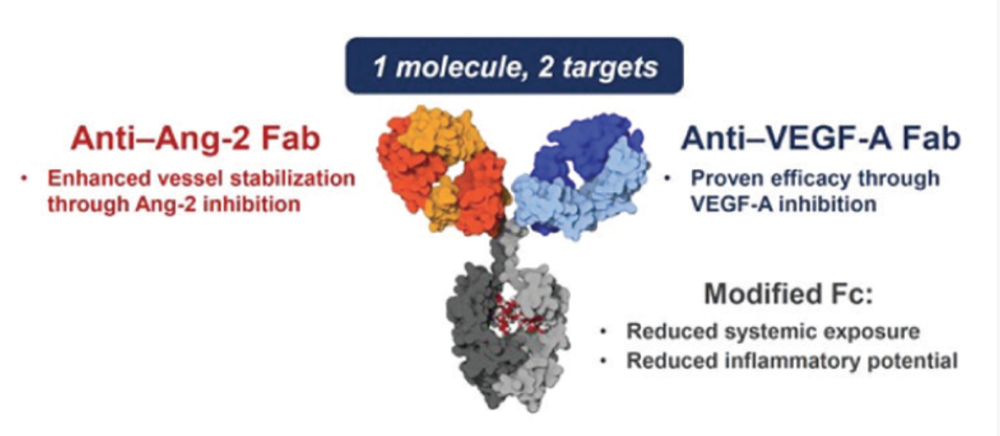 1 molecule, 2 targets
Anti–Ang-2 Fab
• Enhanced vessel stabilization
through Ang-2 inhibition
Anti–VEGF-A Fab
• Proven efficacy through
VEGF-A inhibition
Modified Fc:
• Reduced systemic exposure
• Reduced inflammatory potential